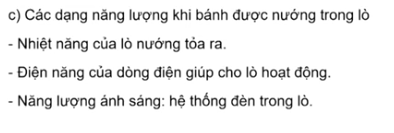 c) Các dạng năng lượng khi bánh được nướng trong lò
- Nhiệt năng của lò nướng tỏa ra.
- Điện năng của dòng điện giúp cho lò hoạt động.
- Năng lượng ánh sáng: hệ thống đèn trong lò.